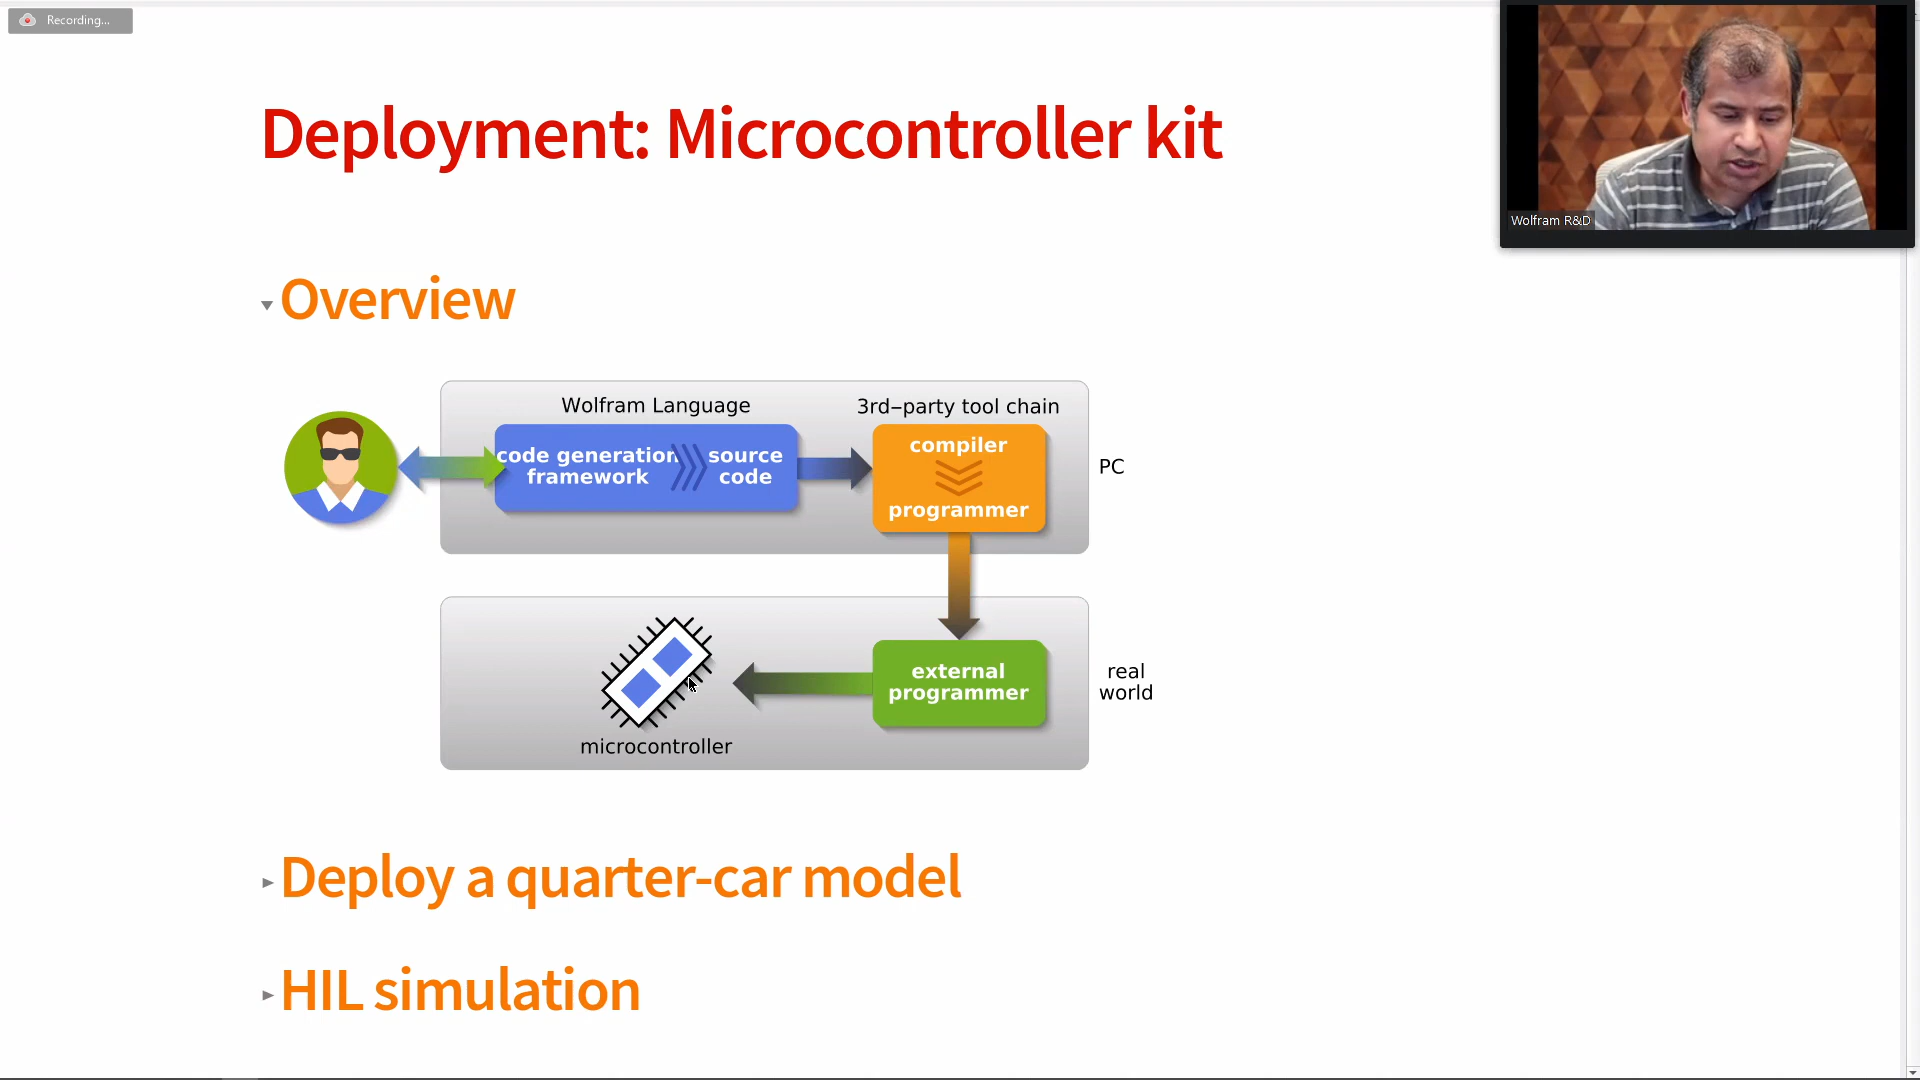 Recording...
Deployment: Microcontroller kit
Wolfram R&D
Overview
Wolfram Language
3rd–party tool chain
code generation
framework
source
code
compiler
programmer
PC
external
programmer
real
world
microcontroller
Deploy a quarter-car model
HIL simulation